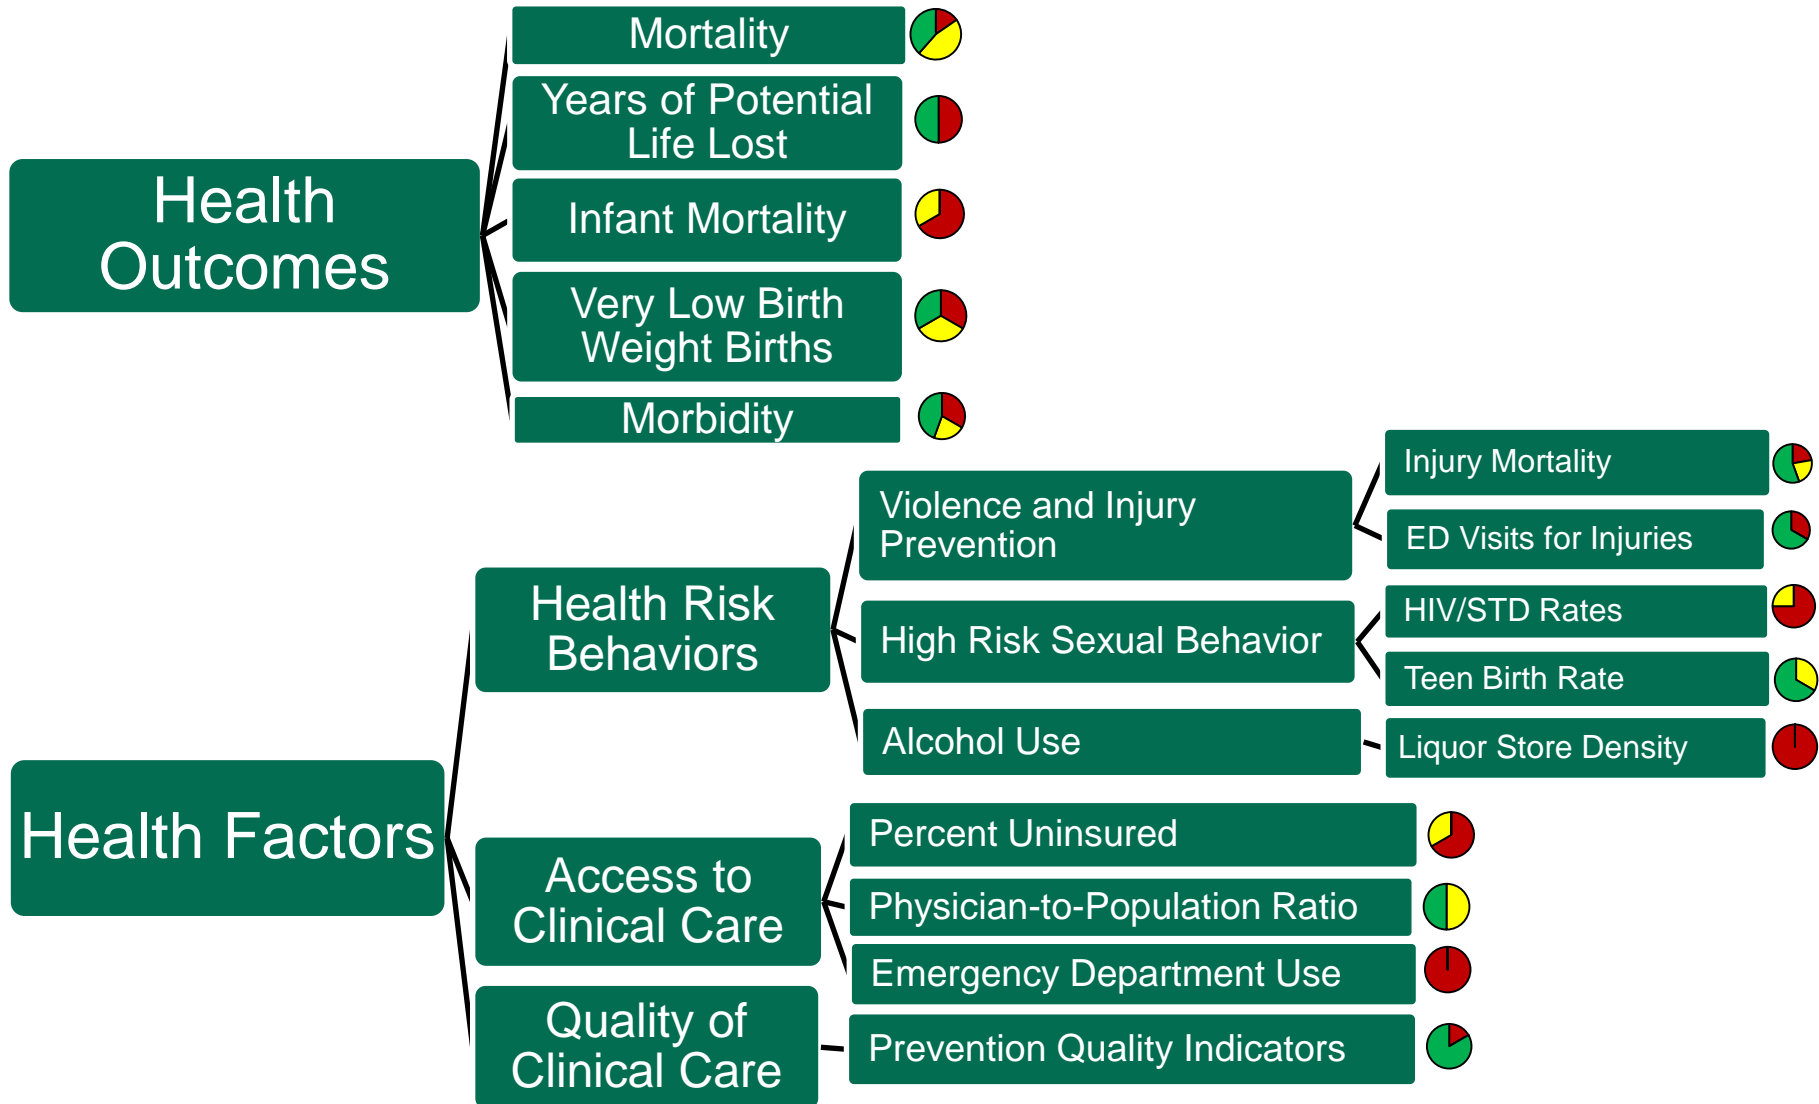 Health
Outcomes
Mortality
Years of Potential
Life Lost
Infant Mortality
Very Low Birth
Weight Births
Morbidity
Health Factors
Health Risk
Behaviors
Violence and Injury
Prevention
Injury Mortality
ED Visits for Injuries
High Risk Sexual Behavior
HIV/STD Rates
Teen Birth Rate
Alcohol Use
Liquor Store Density
Access to
Clinical Care
Percent Uninsured
Physician-to-Population Ratio
Emergency Department Use
Quality of
Clinical Care
Prevention Quality Indicators